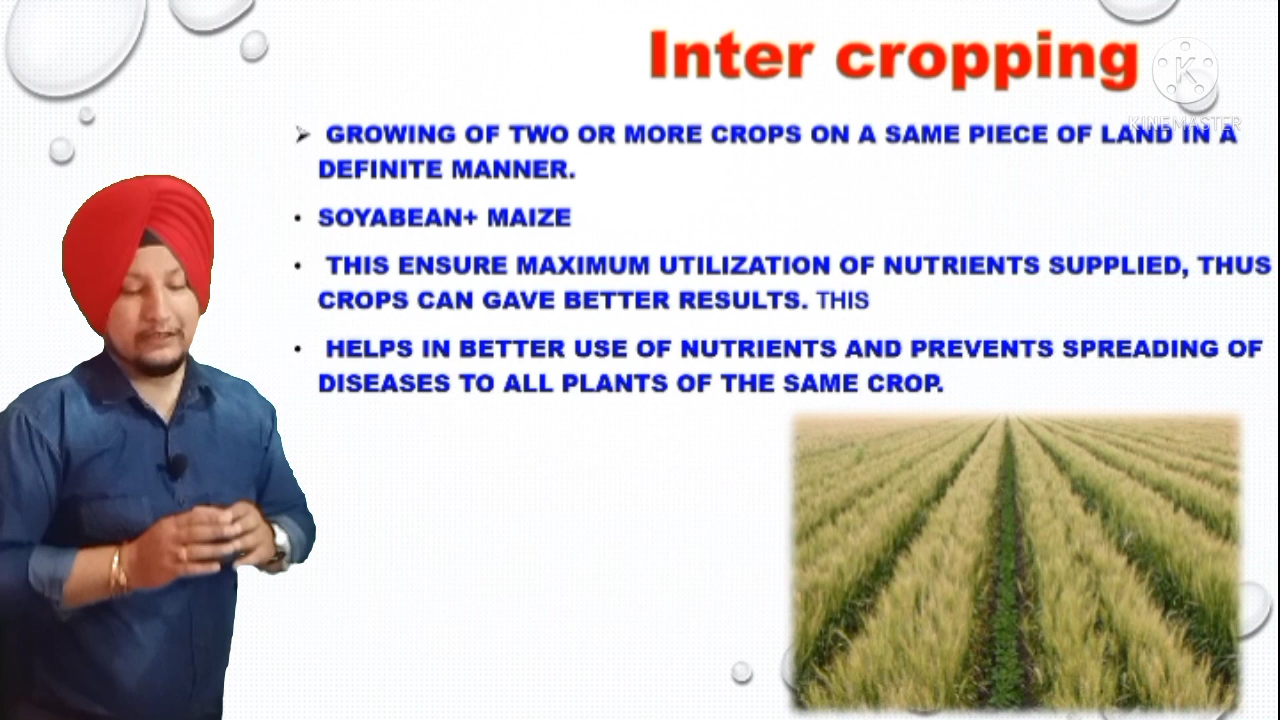 Inter cropping
KINEMASTER
➢ GROWING OF TWO OR MORE CROPS ON A SAME PIECE OF LAND IN A
DEFINITE MANNER.
• SOYABEAN+ MAIZE
• THIS ENSURE MAXIMUM UTILIZATION OF NUTRIENTS SUPPLIED, THUS
CROPS CAN GAVE BETTER RESULTS. THIS
• HELPS IN BETTER USE OF NUTRIENTS AND PREVENTS SPREADING OF
DISEASES TO ALL PLANTS OF THE SAME CROP.